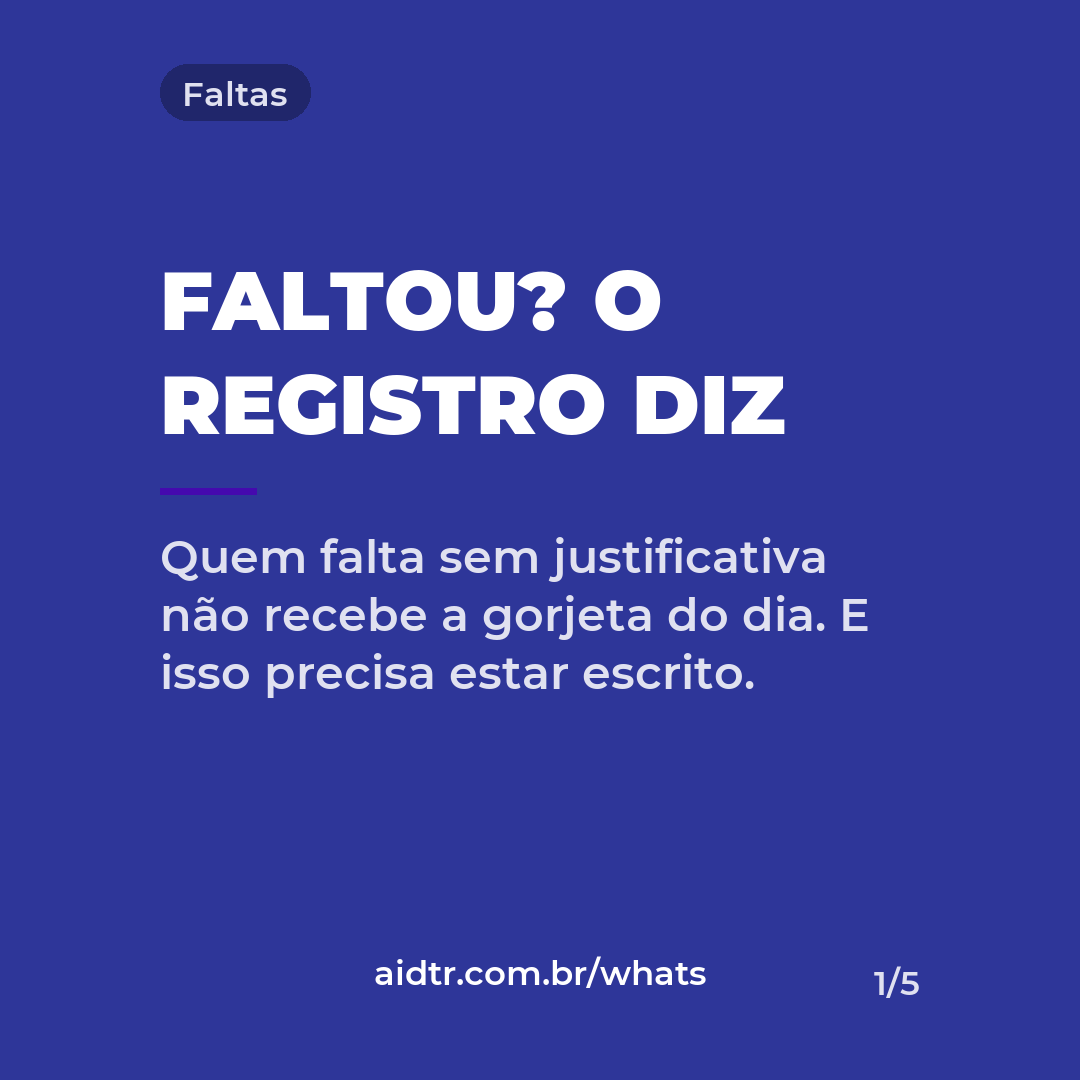 Faltas
FALTOU? O
REGISTRO DIZ
Quem falta sem justificativa
não recebe a gorjeta do dia. E
isso precisa estar escrito.
aidtr.com.br/whats
1/5